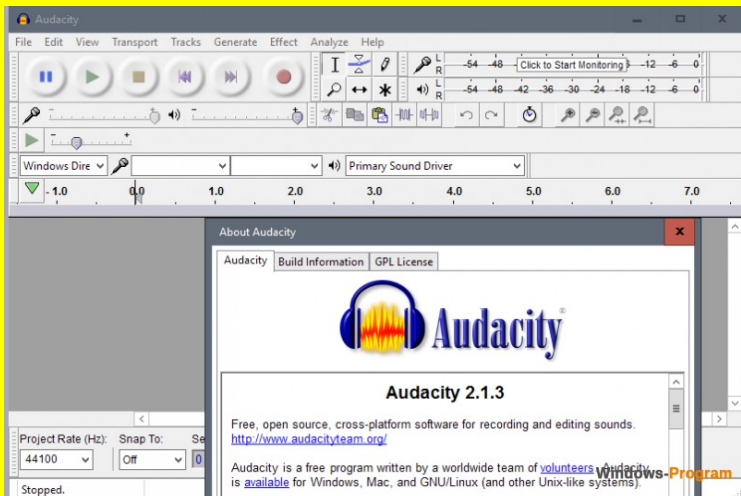 Audacity
File Edit View Transport Tracks Generate Effect Analyze Help
L
R
-54 -48 - Click to Start Monitoring -12 -6 0
L
R
-54 -48 -42 -36 -30 -24 -18 -12 -6 0
- +
- +
- +
Windows Dire
Primary Sound Driver
- 1.0 0.0 1.0 2.0 3.0 4.0 5.0 6.0 7.0
About Audacity
Audacity Build Information GPL License
Audacity®
Audacity 2.1.3
Free, open source, cross-platform software for recording and editing sounds.
http://www.audacityteam.org/
Audacity is a free program written by a worldwide team of volunteers. Audacity
is available for Windows, Mac, and GNU/Linux (and other Unix-like systems).
Windows-Program
Project Rate (Hz): Snap To: Se
44100 Off 0
Stopped.